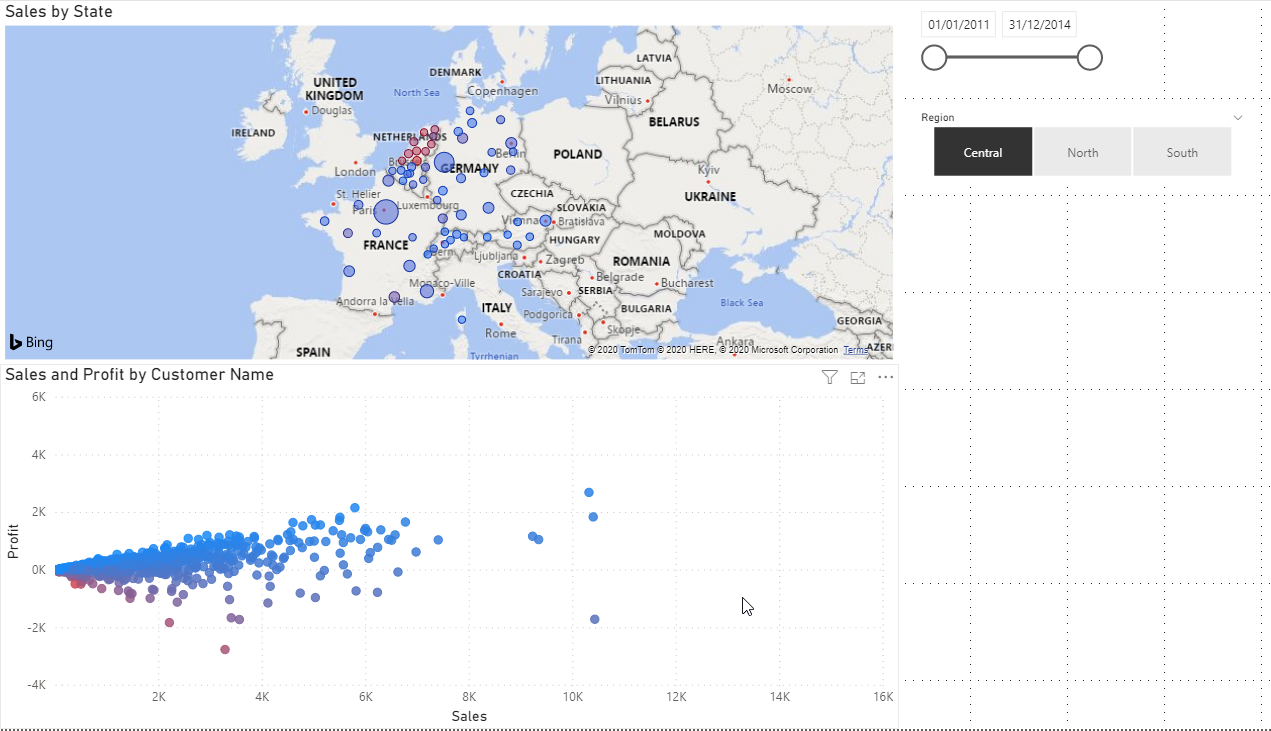 Sales by State
01/01/2011 31/12/2014
LATVIA
DENMARK
Moscow
UNITED
KINGDOM
North Sea
Copenhagen
LITHUANIA
Vilnius
Douglas
BELARUS
IRELAND
NETHERLANDS
Region
Central North South
Berlin
POLAND
London
GERMANY
Kyiv
St. Helier
CZECHIA
UKRAINE
Paris
Luxembourg
SLOVAKIA
Vienna
Bratislava
MOLDOVA
FRANCE
HUNGARY
Bern
Ljubljana
Zagreb
ROMANIA
CROATIA
Belgrade
Monaco-Ville
Sarajevo
SERBIA
Bucharest
Andorra la Vella
ITALY
Black Sea
Podgorica
BULGARIA
GEORGIA
Rome
Skopje
Tirana
Ankara
Bing
SPAIN
Tyrrhenian
© 2020 TomTom © 2020 HERE, © 2020 Microsoft Corporation Terms
AZER
Sales and Profit by Customer Name
6K
4K
2K
0K
-2K
-4K
Profit
2K 4K 6K 8K 10K 12K 14K 16K
Sales